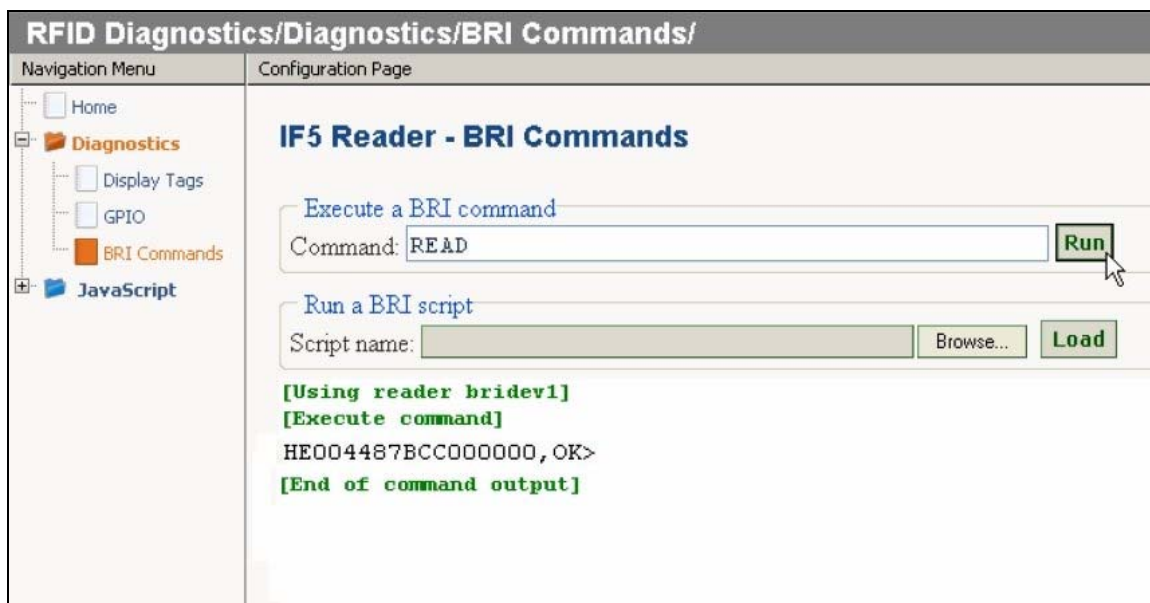 RFID Diagnostics/Diagnostics/BRI Commands/
Navigation Menu
Configuration Page
Home
Diagnostics
Display Tags
GPIO
BRI Commands
JavaScript
IF5 Reader - BRI Commands
Execute a BRI command
Command: READ Run
Run a BRI script
Script name: Browse... Load
[Using reader bridev1]
[Execute command]
HE004487BCC000000,OK>
[End of command output]